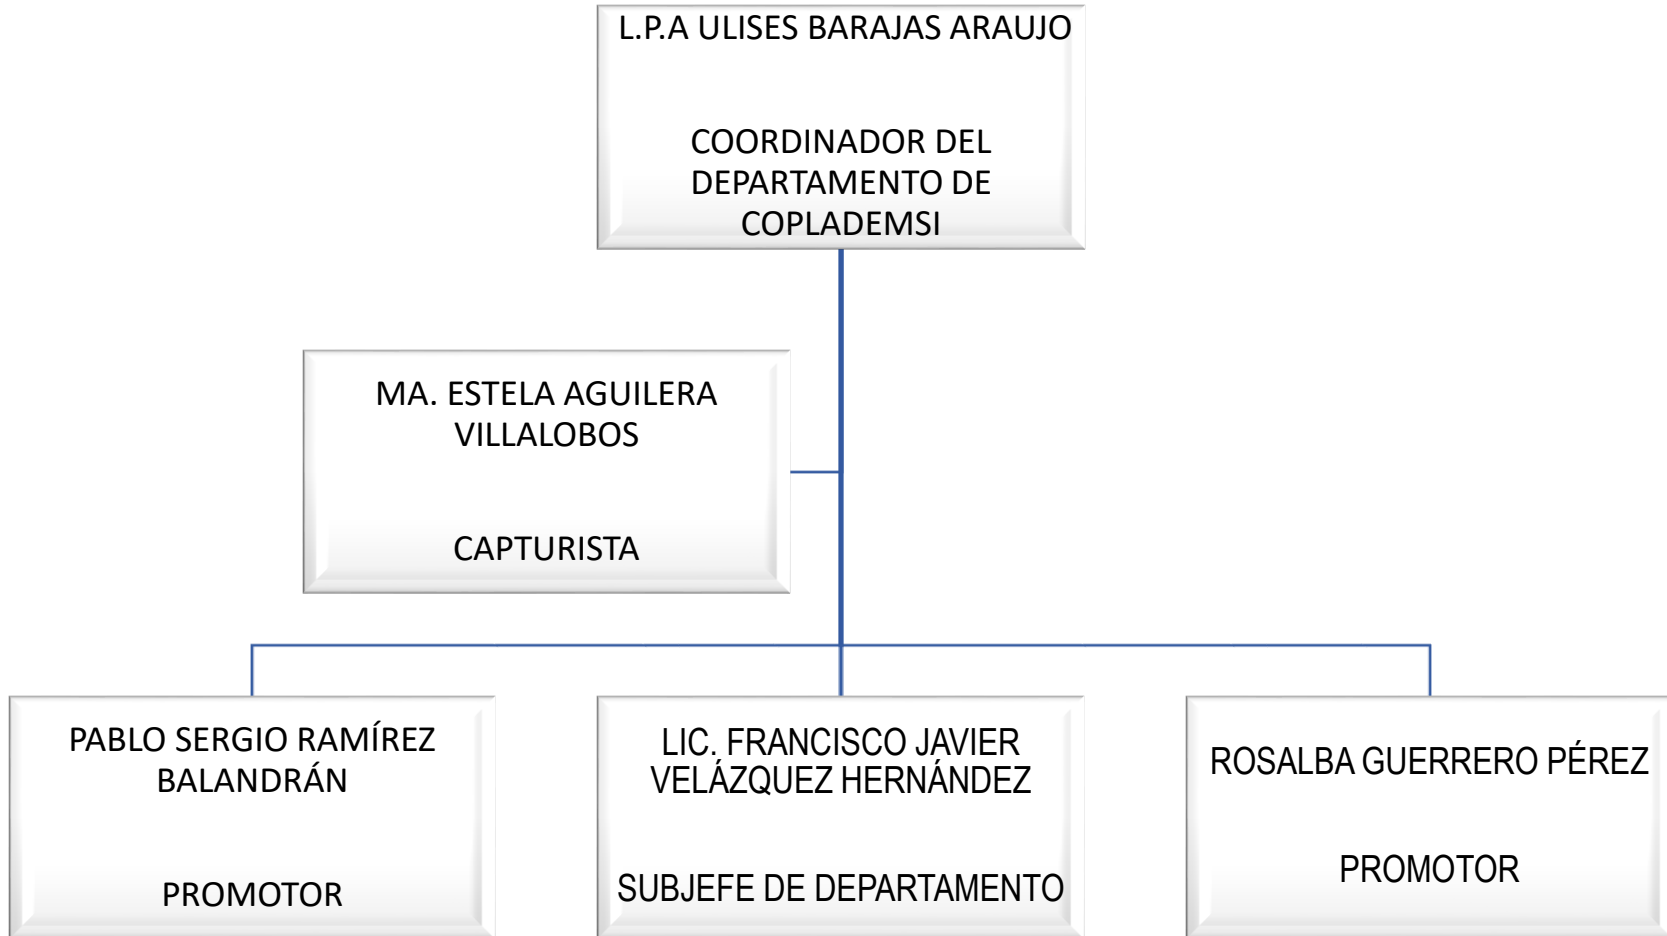 L.P.A ULISES BARAJAS ARAUJO
COORDINADOR DEL
DEPARTAMENTO DE
COPLADEMSI
MA. ESTELA AGUILERA
VILLALOBOS
CAPTURISTA
PABLO SERGIO RAMÍREZ
BALANDRÁN
PROMOTOR
LIC. FRANCISCO JAVIER
VELÁZQUEZ HERNÁNDEZ
SUBJEFE DE DEPARTAMENTO
ROSALBA GUERRERO PÉREZ
PROMOTOR